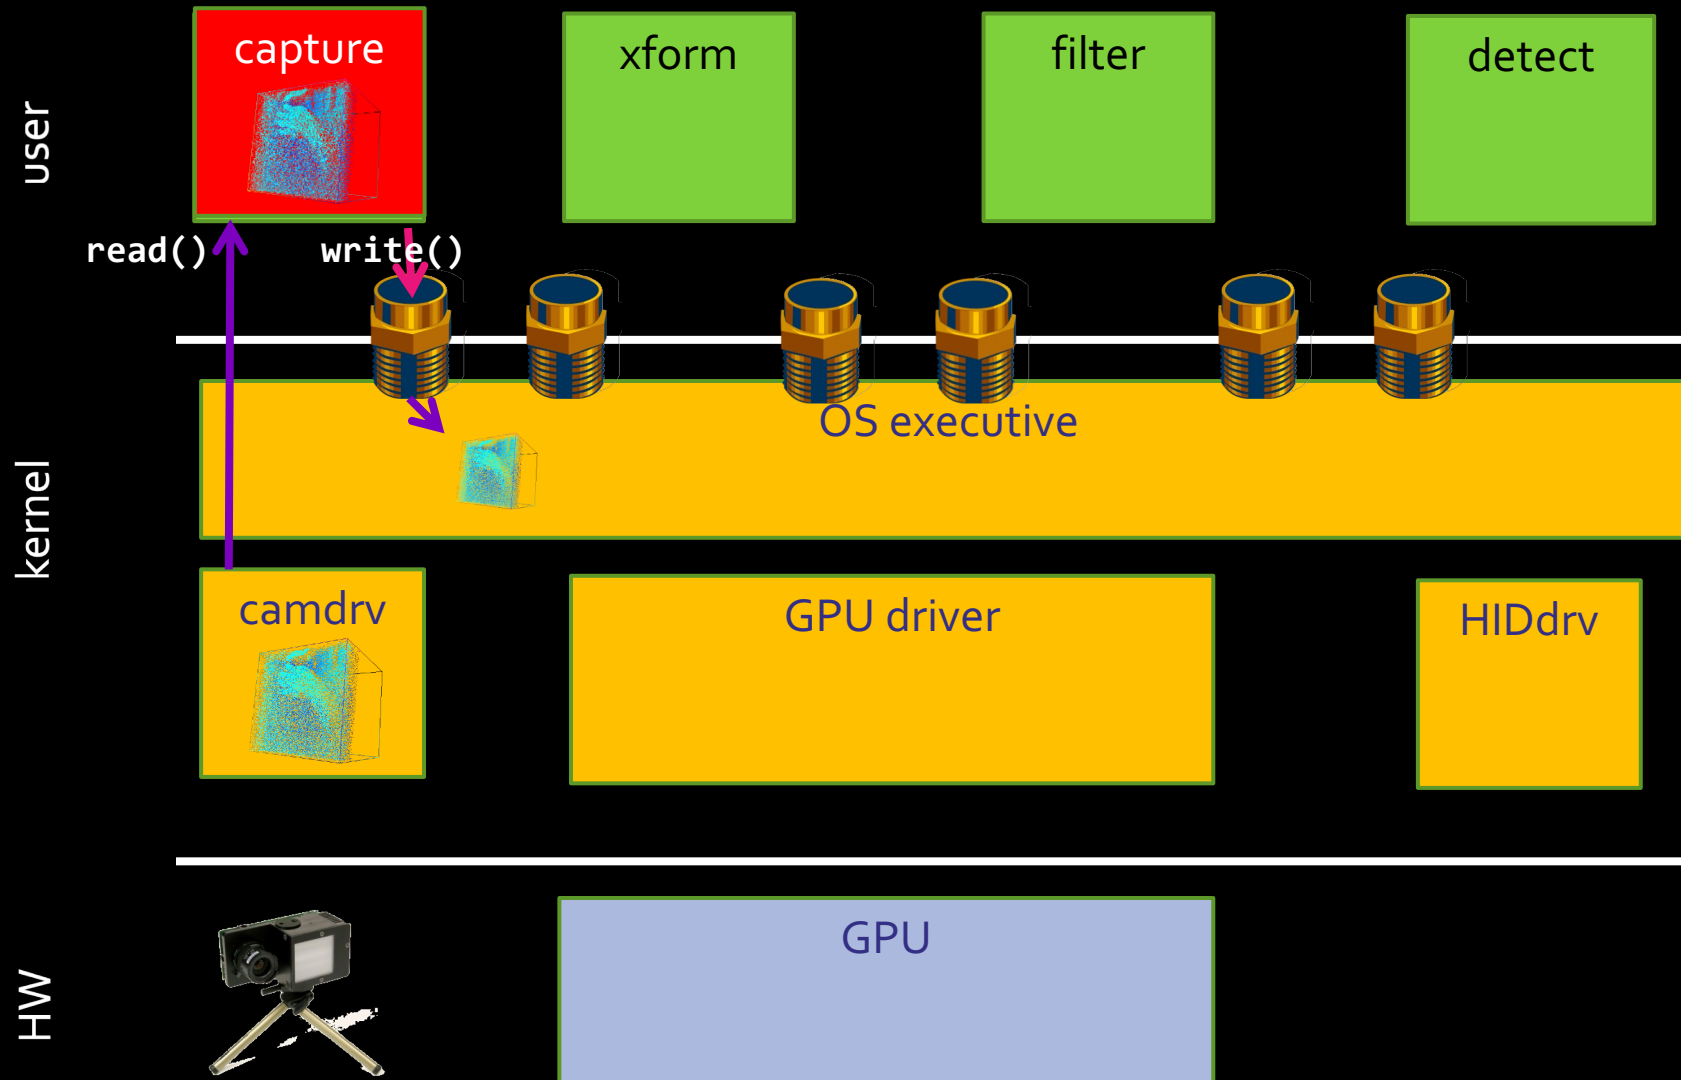 user
capture
xform
filter
detect
read()
write()
kernel
OS executive
camdrv
GPU driver
HIDdrv
HW
GPU